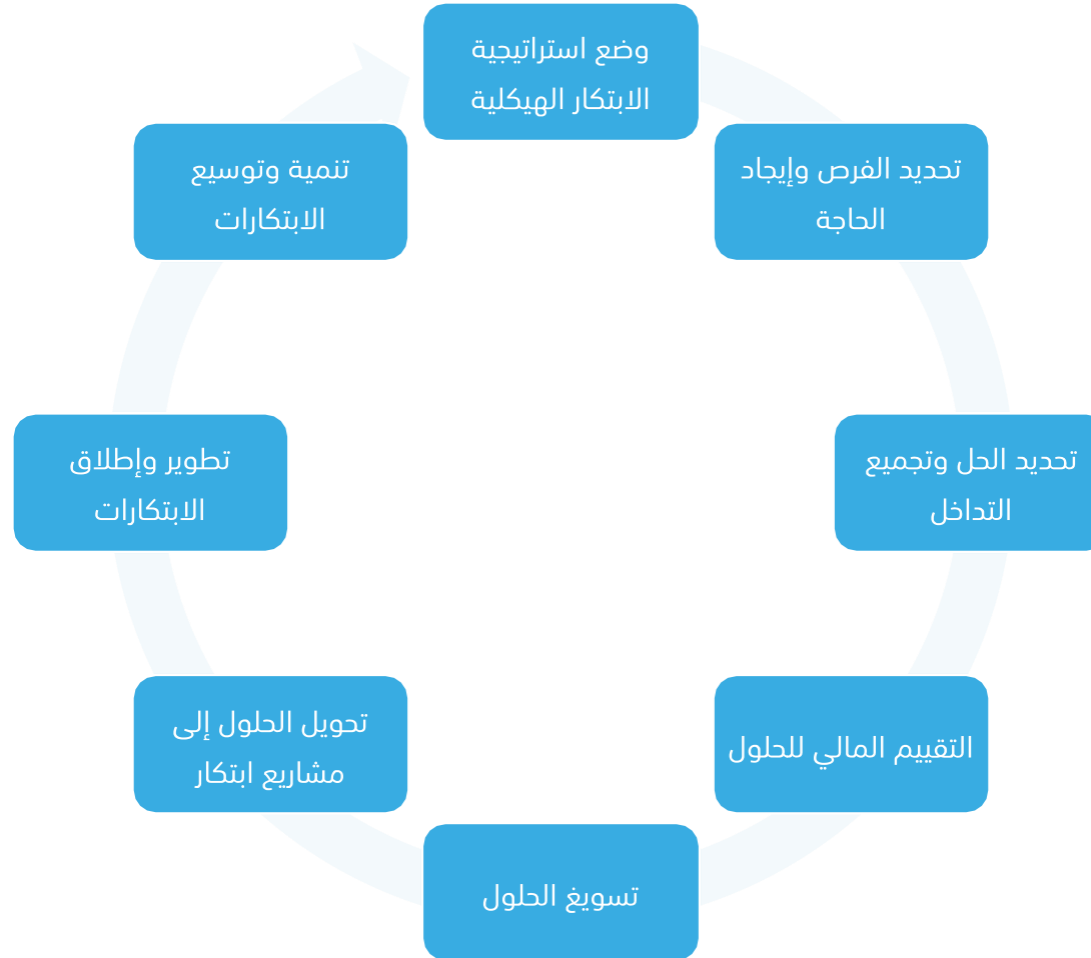 وضع استراتيجية
الابتكار الهيكلية
تحديد الفرص وإيجاد
الحاجة
تحديد الحل وتجميع
التداخل
التقييم المالي للحلول
تسويغ الحلول
تحويل الحلول إلى
مشاريع ابتكار
تطوير وإطلاق
الابتكارات
تنمية وتوسيع
الابتكارات